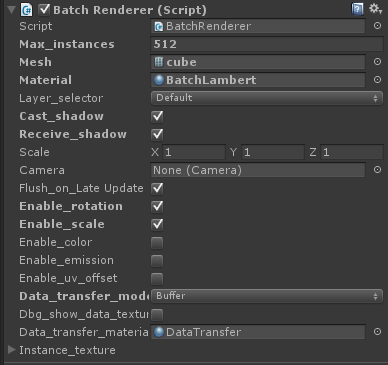 Batch Renderer (Script)
Script BatchRenderer
Max_instances 512
Mesh cube
Material BatchLambert
Layer_selector Default
Cast_shadow
Receive_shadow
Scale X 1 Y 1 Z 1
Camera None (Camera)
Flush_on_Late Update
Enable_rotation
Enable_scale
Enable_color
Enable_emission
Enable_uv_offset
Data_transfer_mode Buffer
Dbg_show_data_textur
Data_transfer_materia DataTransfer
Instance_texture